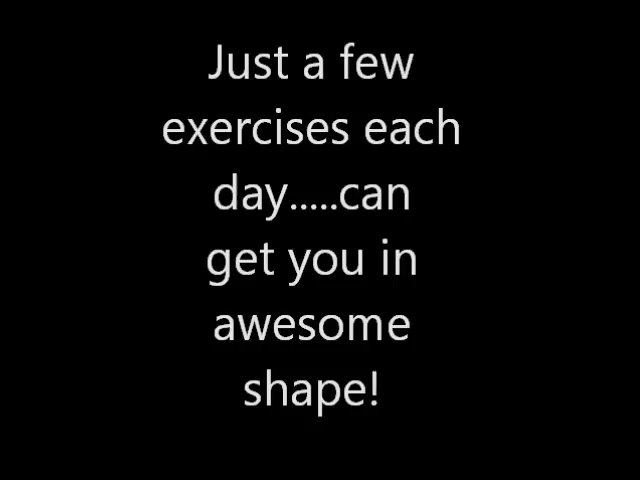 Just a few
exercises each
day.....can
get you in
awesome
shape!